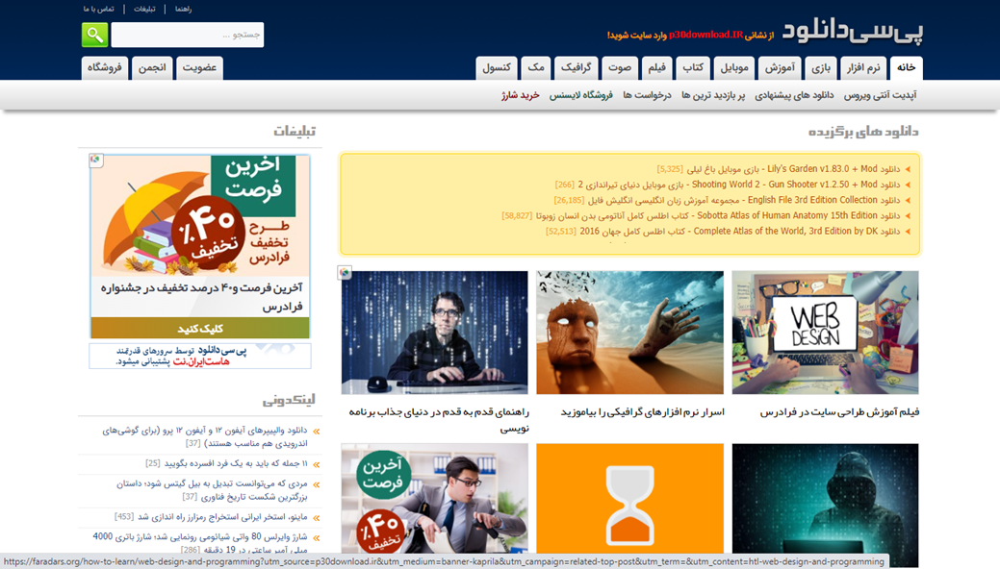 راهنما | تبلیغات | تماس با ما
پی‌سی‌دانلود
از نشانی p30download.IR وارد سایت شوید!
جستجو ...
خانه
نرم افزار
بازی
آموزش
موبایل
کتاب
فیلم
صوت
گرافیک
مک
کنسول
عضویت
انجمن
فروشگاه
آپدیت آنتی ویروس
دانلود های پیشنهادی
پر بازدید ترین ها
درخواست ها
فروشگاه لایسنس
خرید شارژ
دانلود های برگزیده
دانلود Lily's Garden v1.83.0 + Mod - بازی موبایل باغ لیلی [5,325]
دانلود Shooting World 2 - Gun Shooter v1.2.50 + Mod - بازی موبایل دنیای تیراندازی 2 [266]
دانلود English File 3rd Edition Collection - مجموعه آموزش زبان انگلیسی انگلیش فایل [26,185]
دانلود Sobotta Atlas of Human Anatomy 15th Edition - کتاب اطلس کامل آناتومی بدن انسان زوبوتا [58,827]
دانلود Complete Atlas of the World, 3rd Edition by DK - کتاب اطلس کامل جهان 2016 [52,513]
WEB
DESIGN
فیلم آموزش طراحی سایت در فرادرس
اسرار نرم افزارهای گرافیکی را بیاموزید
راهنمای قدم به قدم در دنیای جذاب برنامه
نویسی
آخرین
فرصت
۴۰٪
تخفیف
تبلیغات
آخرین
فرصت
۴۰٪
طرح
تخفیف
فرادرس
آخرین فرصت و ۴۰ درصد تخفیف در جشنواره
فرادرس
کلیک کنید
پی‌سی‌دانلود توسط سرورهای قدرتمند
هاست‌ایران.نت پشتیبانی میشود.
لینکدونی
دانلود والپیپرهای آیفون ۱۲ و آیفون ۱۲ پرو (برای گوشی‌های
اندرویدی هم مناسب هستند) [37]
۱۱ جمله که باید به یک فرد افسرده بگویید [25]
مردی که می‌توانست تبدیل به بیل گیتس شود؛ داستان
بزرگترین شکست تاریخ فناوری [37]
ماینو، استخر ایرانی استخراج رمزارز راه اندازی شد [453]
شارژ وایرلس 80 واتی شیائومی رونمایی شد؛ شارژ باتری 4000
میلی آمپر ساعتی در 19 دقیقه [286]
https://faradars.org/how-to-learn/web-design-and-programming?utm_source=p30download.ir&utm_medium=banner-kaprila&utm_campaign=related-top-post&utm_term=&utm_content=htl-web-design-and-programming